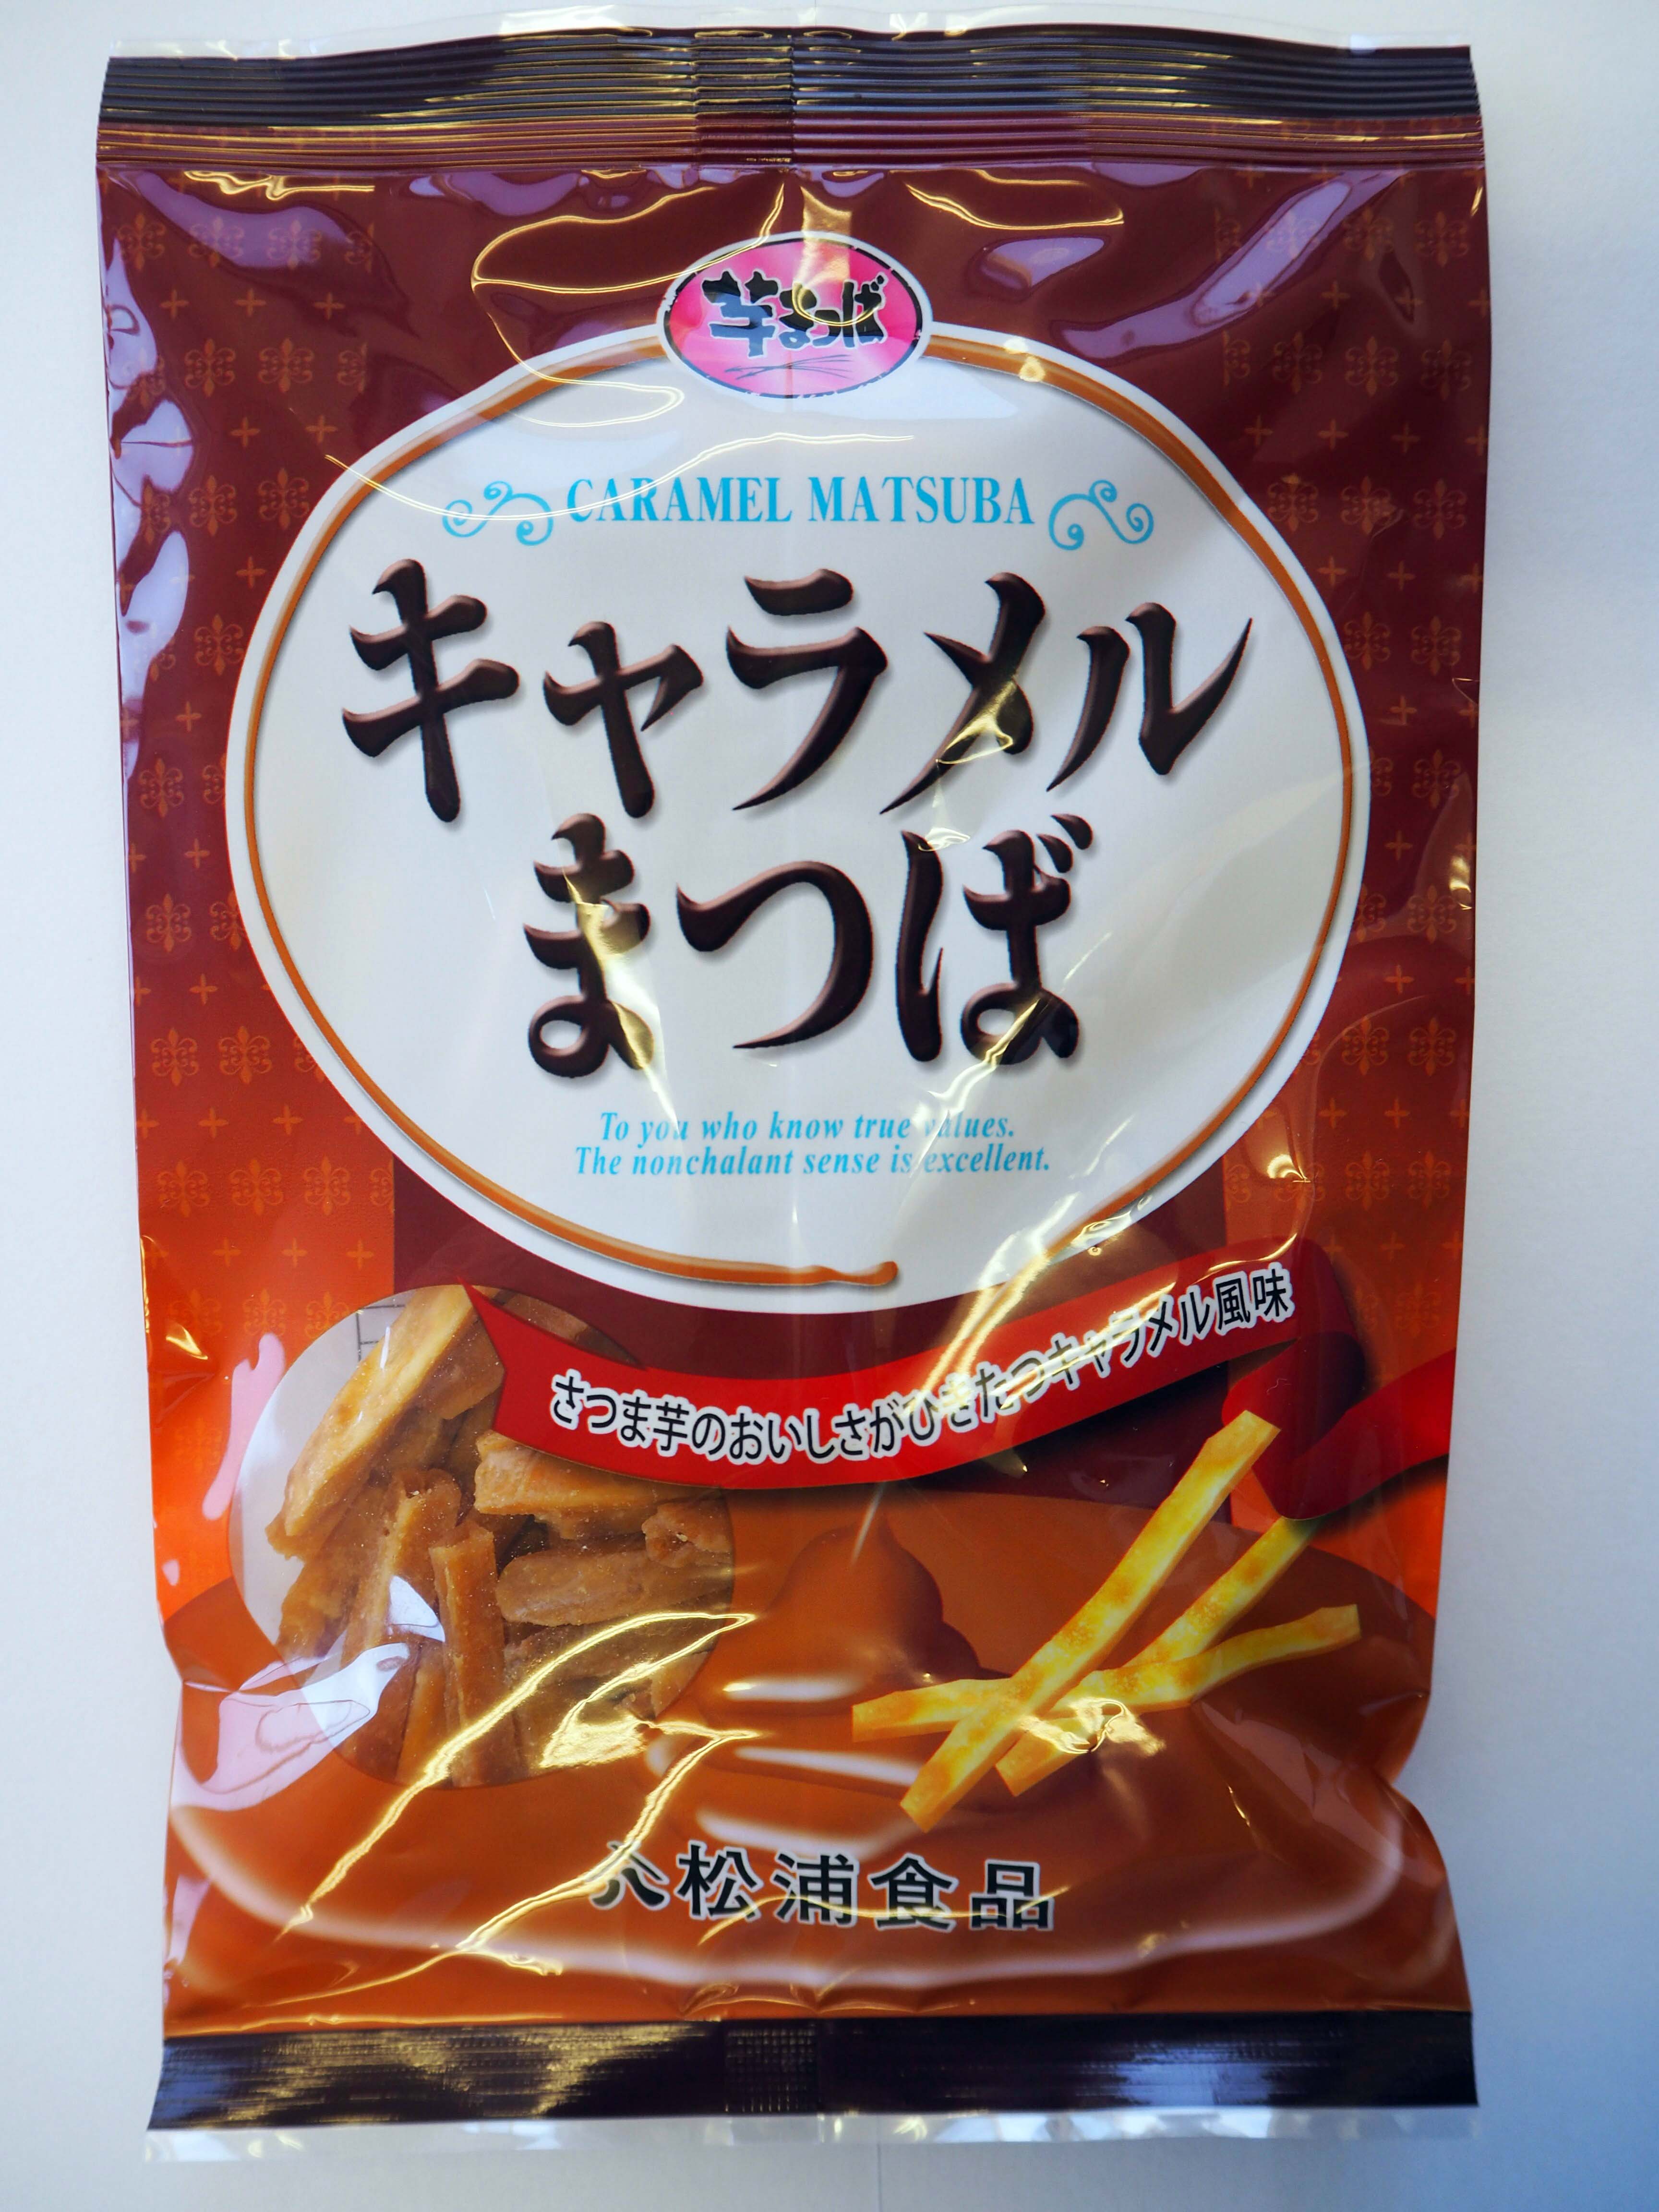 芋まつば
CARAMEL MATSUBA
キャラメル
まつば
To you who know true values.
The nonchalant sense is excellent.
さつま芋のおいしさがひきたつキャラメル風味
松浦食品